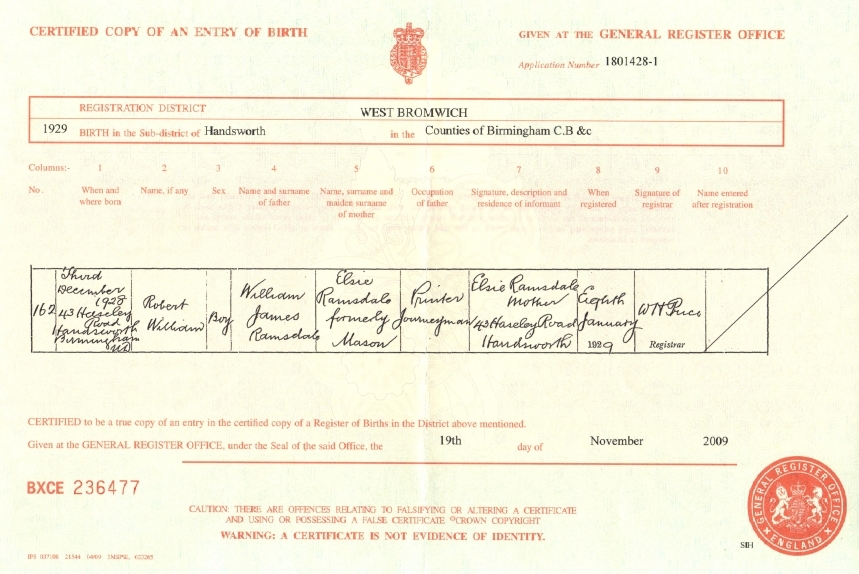 CERTIFIED COPY OF AN ENTRY OF BIRTH
GIVEN AT THE GENERAL REGISTER OFFICE
Application Number 1801428-1
REGISTRATION DISTRICT WEST BROMWICH
1929 BIRTH in the Sub-district of Handsworth in the Counties of Birmingham C.B &c
Columns:- 1 2 3 4 5 6 7 8 9 10
No. When and where born Name, if any Sex Name and surname of father Name, surname and maiden surname of mother Occupation of father Signature, description and residence of informant When registered Signature of registrar Name entered after registration
162
Third
December
1928
43 Haseley
Road
Handsworth
Birmingham
UD
Robert
William
Boy
William
James
Ramsdale
Elsie
Ramsdale
formerly
Mason
Printer
Journeyman
Elsie Ramsdale
Mother
43 Haseley Road
Handsworth
Eighth
January
1929
WH Price
Registrar
CERTIFIED to be a true copy of an entry in the certified copy of a Register of Births in the District above mentioned.
Given at the GENERAL REGISTER OFFICE, under the Seal of the said Office, the 19th day of November 2009
BXCE 236477
CAUTION: THERE ARE OFFENCES RELATING TO FALSIFYING OR ALTERING A CERTIFICATE
AND USING OR POSSESSING A FALSE CERTIFICATE ©CROWN COPYRIGHT
WARNING: A CERTIFICATE IS NOT EVIDENCE OF IDENTITY.
GENERAL REGISTER OFFICE
ENGLAND
SIH